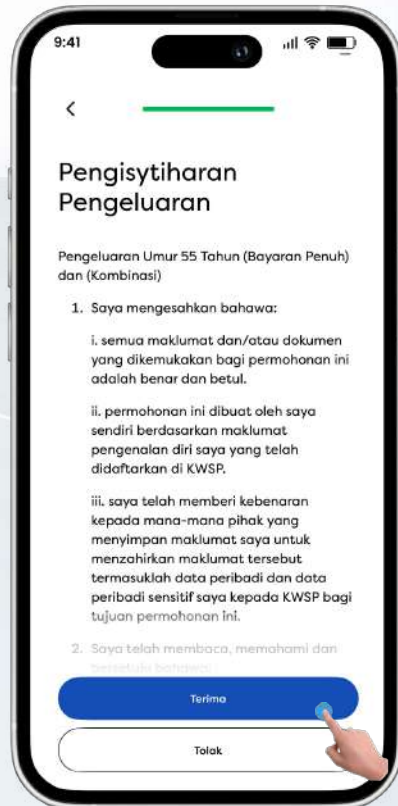 9:41
Pengisytiharan
Pengeluaran
Pengeluaran Umur 55 Tahun (Bayaran Penuh)
dan (Kombinasi)
1. Saya mengesahkan bahawa:
i. semua maklumat dan/atau dokumen
yang dikemukakan bagi permohonan ini
adalah benar dan betul.
ii. permohonan ini dibuat oleh saya
sendiri berdasarkan maklumat
pengenalan diri saya yang telah
didaftarkan di KWSP.
iii. saya telah memberi kebenaran
kepada mana-mana pihak yang
menyimpan maklumat saya untuk
menzahirkan maklumat tersebut
termasuklah data peribadi dan data
peribadi sensitif saya kepada KWSP bagi
tujuan permohonan ini.
2. Saya telah membaca, memahami dan
bersetuju bahawa:
Terima
Tolak